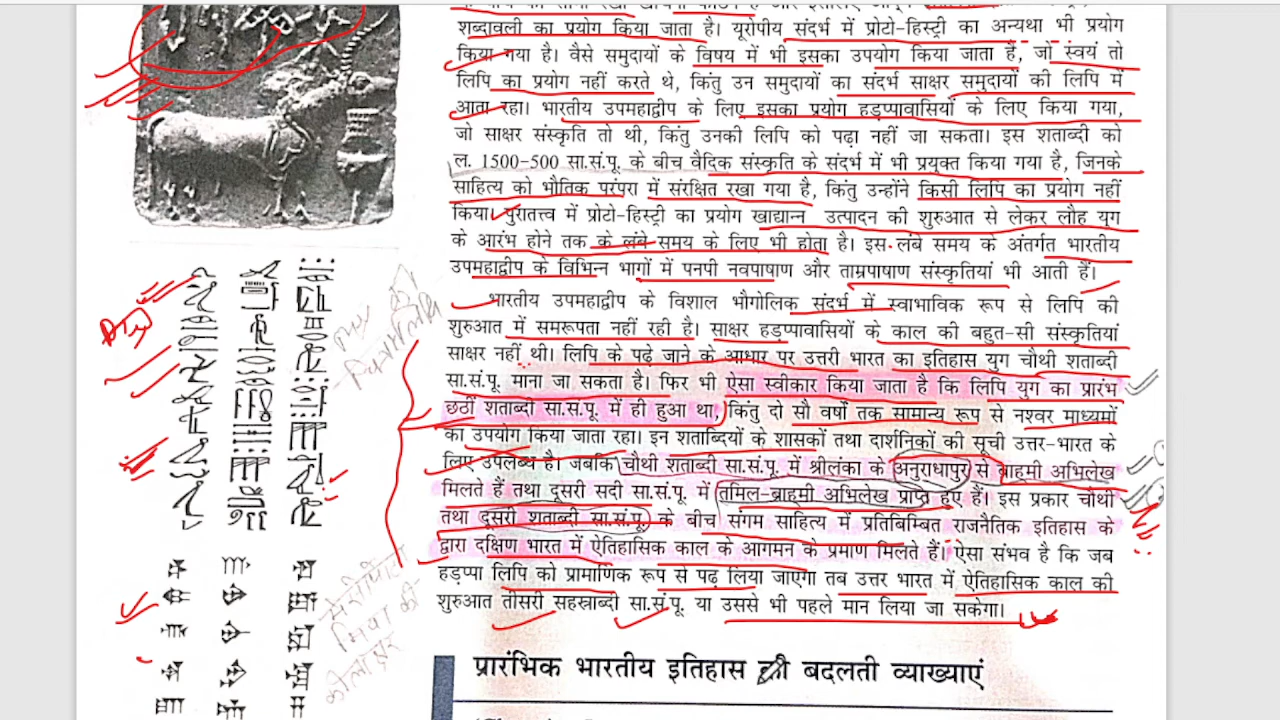 शब्दावली का प्रयोग किया जाता है। यूरोपीय संदर्भ में प्रोटो-हिस्ट्री का अन्यथा भी प्रयोग
किया गया है। वैसे समुदायों के विषय में भी इसका उपयोग किया जाता है, जो स्वयं तो
लिपि का प्रयोग नहीं करते थे, किंतु उन समुदायों का संदर्भ साक्षर समुदायों की लिपि में
आता रहा। भारतीय उपमहाद्वीप के लिए इसका प्रयोग हड़प्पावासियों के लिए किया गया,
जो साक्षर संस्कृति तो थी, किंतु उनकी लिपि को पढ़ा नहीं जा सकता। इस शताब्दी को
ल. 1500-500 सा.सं.पू. के बीच वैदिक संस्कृति के संदर्भ में भी प्रयुक्त किया गया है, जिनके
साहित्य को भौतिक परंपरा में संरक्षित रखा गया है, किंतु उन्होंने किसी लिपि का प्रयोग नहीं
किया। पुरातत्त्व में प्रोटो-हिस्ट्री का प्रयोग खाद्यान्न उत्पादन की शुरुआत से लेकर लौह युग
के आरंभ होने तक के लंबे समय के लिए भी होता है। इस लंबे समय के अंतर्गत भारतीय
उपमहाद्वीप के विभिन्न भागों में पनपी नवपाषाण और ताम्रपाषाण संस्कृतियां भी आती हैं।
भारतीय उपमहाद्वीप के विशाल भौगोलिक संदर्भ में स्वाभाविक रूप से लिपि की
शुरुआत में समरूपता नहीं रही है। साक्षर हड़प्पावासियों के काल की बहुत-सी संस्कृतियां
साक्षर नहीं थी। लिपि के पढ़े जाने के आधार पर उत्तरी भारत का इतिहास युग चौथी शताब्दी
सा.सं.पू. माना जा सकता है। फिर भी ऐसा स्वीकार किया जाता है कि लिपि युग का प्रारंभ
छठीं शताब्दी सा.सं.पू. में ही हुआ था, किंतु दो सौ वर्षों तक सामान्य रूप से नश्वर माध्यमों
का उपयोग किया जाता रहा। इन शताब्दियों के शासकों तथा दार्शनिकों की सूची उत्तर-भारत के
लिए उपलब्ध है। जबकि चौथी शताब्दी सा.सं.पू. में श्रीलंका के अनुराधापुर से ब्राहमी अभिलेख
मिलते हैं तथा दूसरी सदी सा.सं.पू. में तमिल-ब्राहमी अभिलेख प्राप्त हुए हैं। इस प्रकार चौथी
तथा दूसरी शताब्दी सा.सं.पू. के बीच संगम साहित्य में प्रतिबिम्बित राजनैतिक इतिहास के
द्वारा दक्षिण भारत में ऐतिहासिक काल के आगमन के प्रमाण मिलते हैं। ऐसा संभव है कि जब
हड़प्पा लिपि को प्रामाणिक रूप से पढ़ लिया जाएगा तब उत्तर भारत में ऐतिहासिक काल की
शुरुआत तीसरी सहस्राब्दी सा.सं.पू. या उससे भी पहले मान लिया जा सकेगा।
प्रारंभिक भारतीय इतिहास की बदलती व्याख्याएं